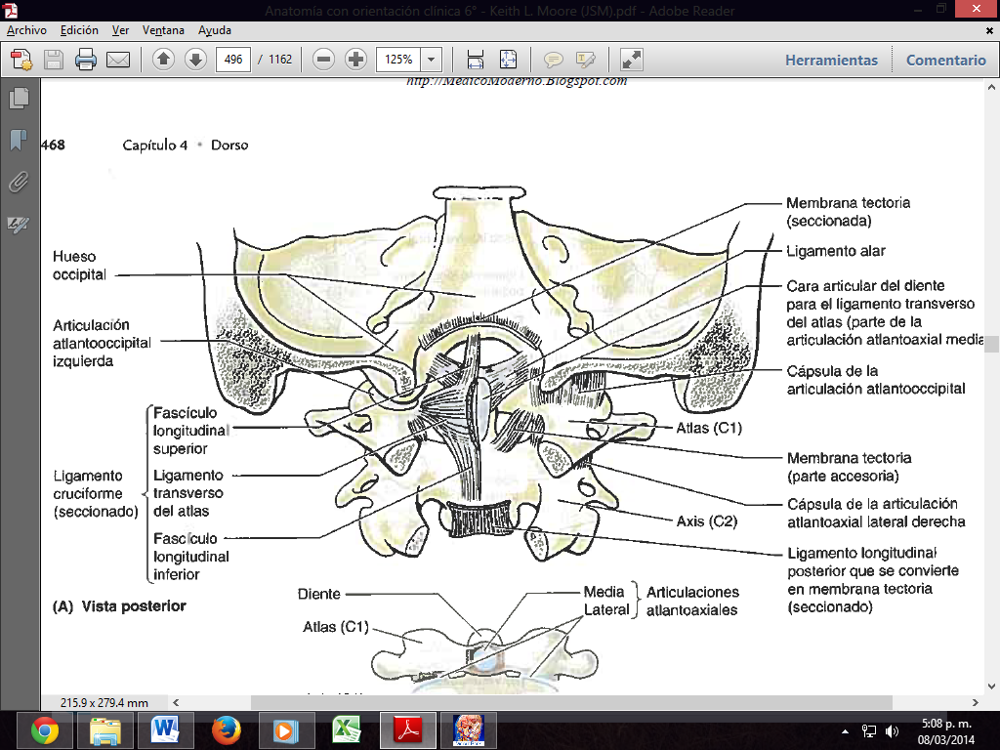 Anatomía con orientación clínica 6° - Keith L. Moore (JSM).pdf - Adobe Reader
Archivo Edición Ver Ventana Ayuda
496 / 1162
125%
Herramientas
Comentario
http://MedicoModerno.Blogspot.com
468 Capítulo 4 • Dorso
Hueso
occipital
Articulación
atlantooccipital
izquierda
Ligamento
cruciforme
(seccionado)
Fascículo
longitudinal
superior
Ligamento
transverso
del atlas
Fascículo
longitudinal
inferior
Membrana tectoria
(seccionada)
Ligamento alar
Cara articular del diente
para el ligamento transverso
del atlas (parte de la
articulación atlantoaxial media
Cápsula de la
articulación atlantooccipital
Atlas (C1)
Membrana tectoria
(parte accesoria)
Cápsula de la articulación
atlantoaxial lateral derecha
Axis (C2)
Ligamento longitudinal
posterior que se convierte
en membrana tectoria
(seccionado)
(A) Vista posterior
Diente
Atlas (C1)
Media
Lateral
Articulaciones
atlantoaxiales
215.9 x 279.4 mm
5:08 p. m.
08/03/2014